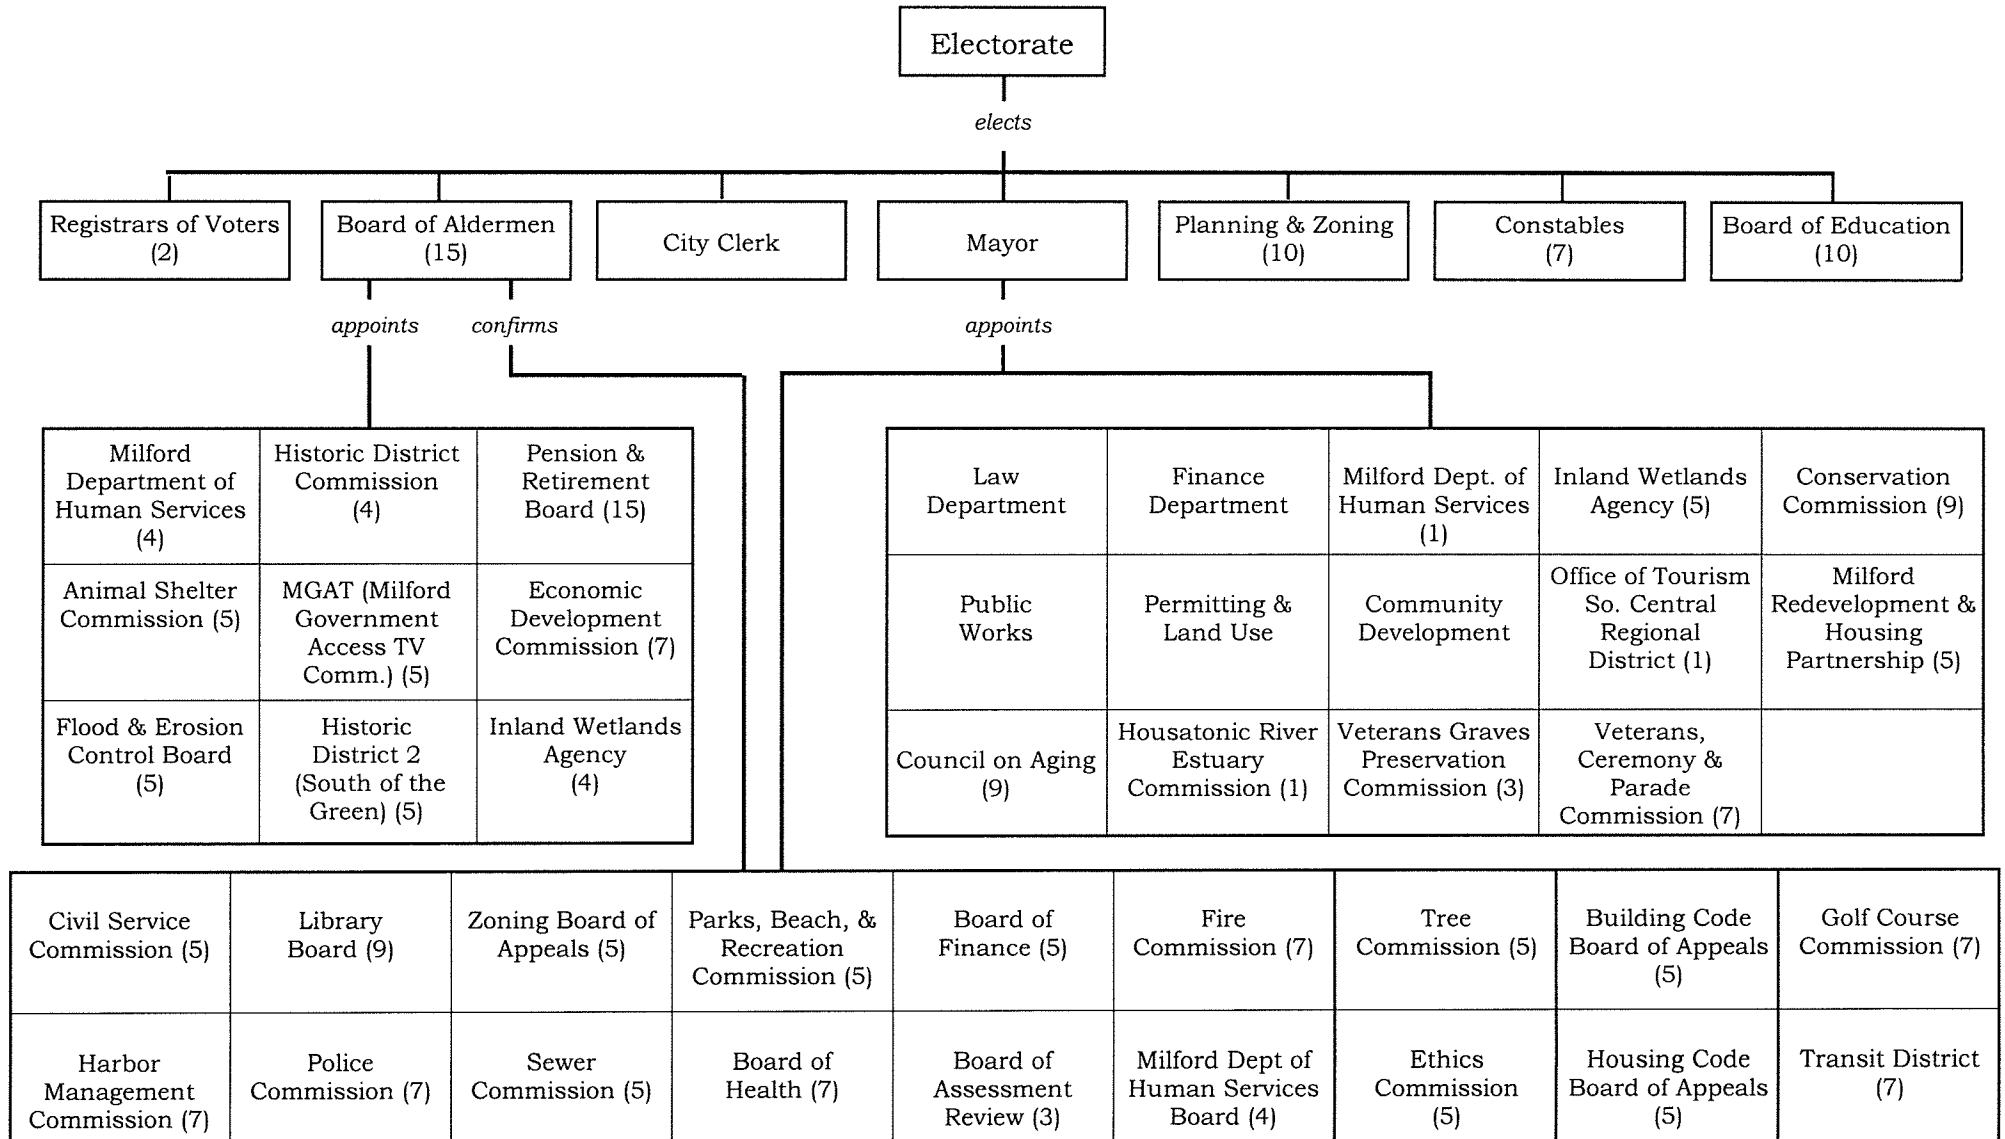 Electorate
elects
Registrars of Voters
(2)
Board of Aldermen
(15)
City Clerk
Mayor
Planning & Zoning
(10)
Constables
(7)
Board of Education
(10)
appoints
confirms
appoints
Milford
Department of
Human Services
(4)
Historic District
Commission
(4)
Pension &
Retirement
Board (15)
Animal Shelter
Commission (5)
MGAT (Milford
Government
Access TV
Comm.) (5)
Economic
Development
Commission (7)
Flood & Erosion
Control Board
(5)
Historic
District 2
(South of the
Green) (5)
Inland Wetlands
Agency
(4)
Law
Department
Finance
Department
Milford Dept. of
Human Services
(1)
Inland Wetlands
Agency (5)
Conservation
Commission (9)
Public
Works
Permitting &
Land Use
Community
Development
Office of Tourism
So. Central
Regional
District (1)
Milford
Redevelopment &
Housing
Partnership (5)
Council on Aging
(9)
Housatonic River
Estuary
Commission (1)
Veterans Graves
Preservation
Commission (3)
Veterans,
Ceremony &
Parade
Commission (7)
Civil Service
Commission (5)
Library
Board (9)
Zoning Board of
Appeals (5)
Parks, Beach, &
Recreation
Commission (5)
Board of
Finance (5)
Fire
Commission (7)
Tree
Commission (5)
Building Code
Board of Appeals
(5)
Golf Course
Commission (7)
Harbor
Management
Commission (7)
Police
Commission (7)
Sewer
Commission (5)
Board of
Health (7)
Board of
Assessment
Review (3)
Milford Dept of
Human Services
Board (4)
Ethics
Commission
(5)
Housing Code
Board of Appeals
(5)
Transit District
(7)